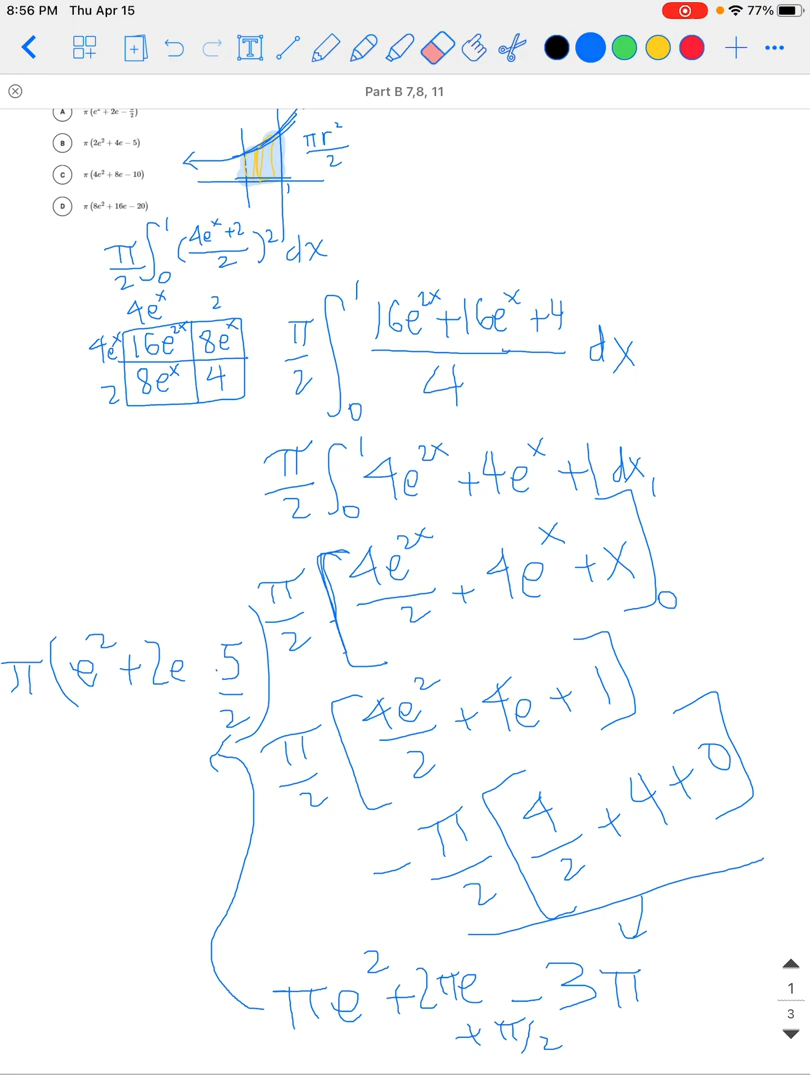 8:56 PM Thu Apr 15 77%
Part B 7,8, 11
A π(e² + 2e − 5/2)
B π(2e² + 4e − 5)
C π(4e² + 8e − 10)
D π(8e² + 16e − 20)
πr²/2
1
π/2 ∫₀¹ ((4eˣ+2)/2)² dx
4eˣ 2
4eˣ 16e²ˣ 8eˣ
2 8eˣ 4
π/2 ∫₀¹ (16e²ˣ+16eˣ+4)/4 dx
π/2 ∫₀¹ 4e²ˣ+4eˣ+1 dx
π/2 [4e²ˣ/2 + 4eˣ + x]₀¹
π(e²+2e 5/2)
π/2 [4e²/2 + 4e + 1]
− π/2 [4/2 + 4 + 0]
πe² + 2πe − 3π
+ π/2
1
3